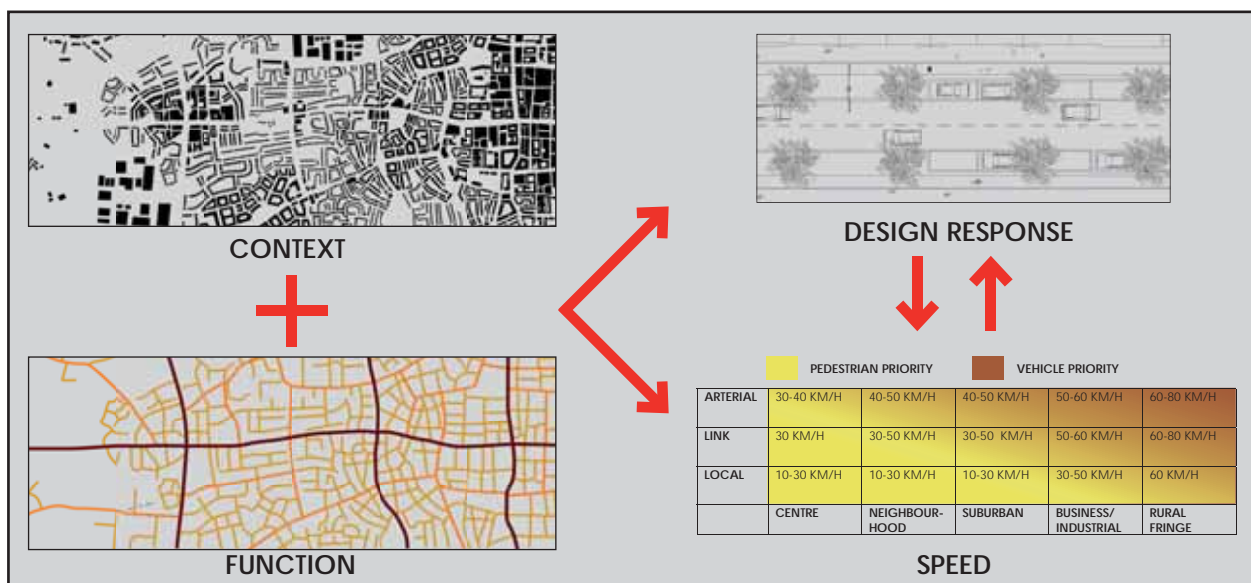 CONTEXT
FUNCTION
DESIGN RESPONSE
PEDESTRIAN PRIORITY VEHICLE PRIORITY
ARTERIAL 30-40 KM/H 40-50 KM/H 40-50 KM/H 50-60 KM/H 60-80 KM/H
LINK 30 KM/H 30-50 KM/H 30-50 KM/H 50-60 KM/H 60-80 KM/H
LOCAL 10-30 KM/H 10-30 KM/H 10-30 KM/H 30-50 KM/H 60 KM/H
CENTRE NEIGHBOUR- SUBURBAN BUSINESS/ RURAL
HOOD INDUSTRIAL FRINGE
SPEED